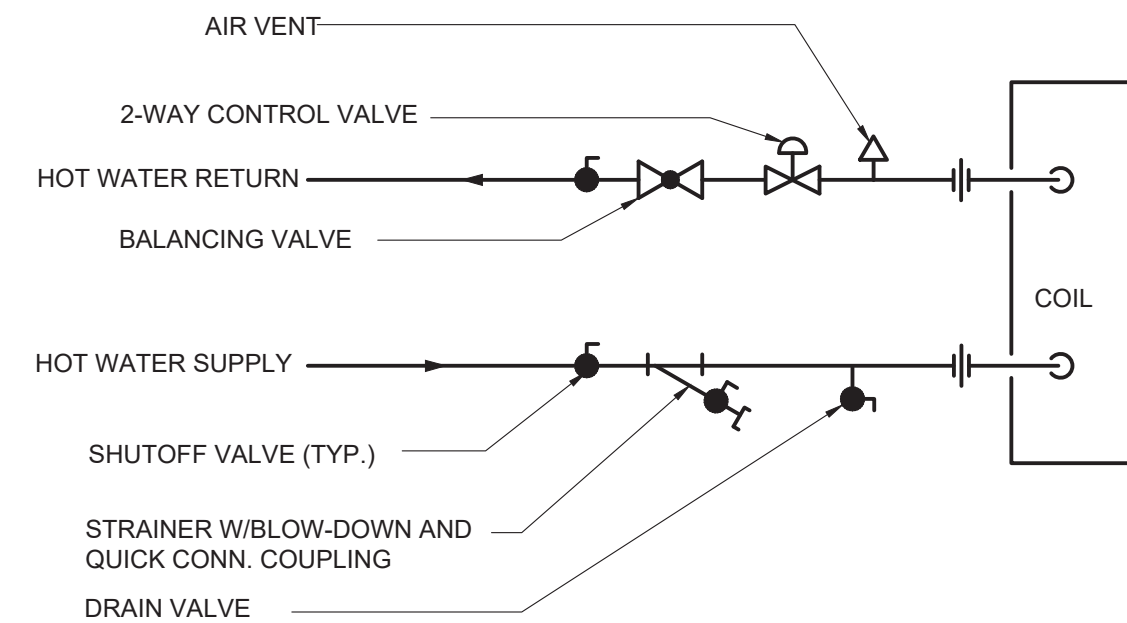 AIR VENT
2-WAY CONTROL VALVE
HOT WATER RETURN
BALANCING VALVE
COIL
HOT WATER SUPPLY
SHUTOFF VALVE (TYP.)
STRAINER W/BLOW-DOWN AND
QUICK CONN. COUPLING
DRAIN VALVE